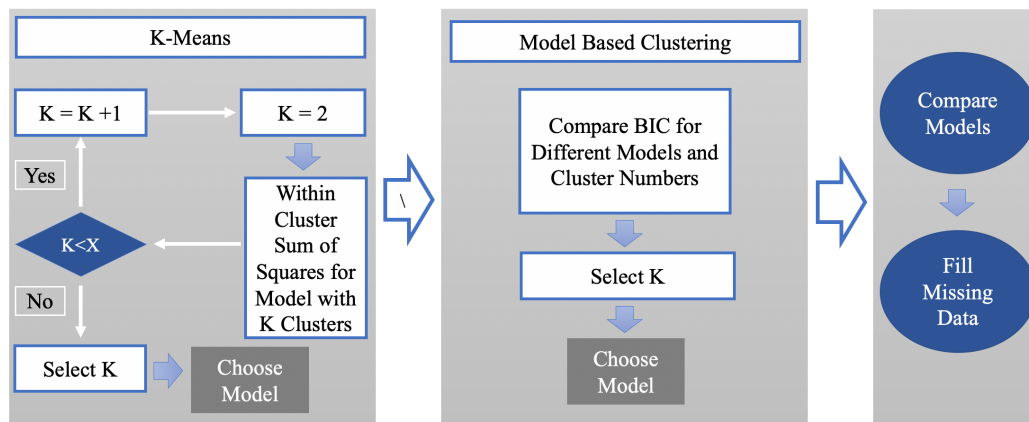 K-Means
K = K +1
K = 2
Yes
Within
Cluster
Sum of
Squares for
Model with
K Clusters
K<X
No
Select K
Choose
Model
\
Model Based Clustering
Compare BIC for
Different Models and
Cluster Numbers
Select K
Choose
Model
Compare
Models
Fill
Missing
Data